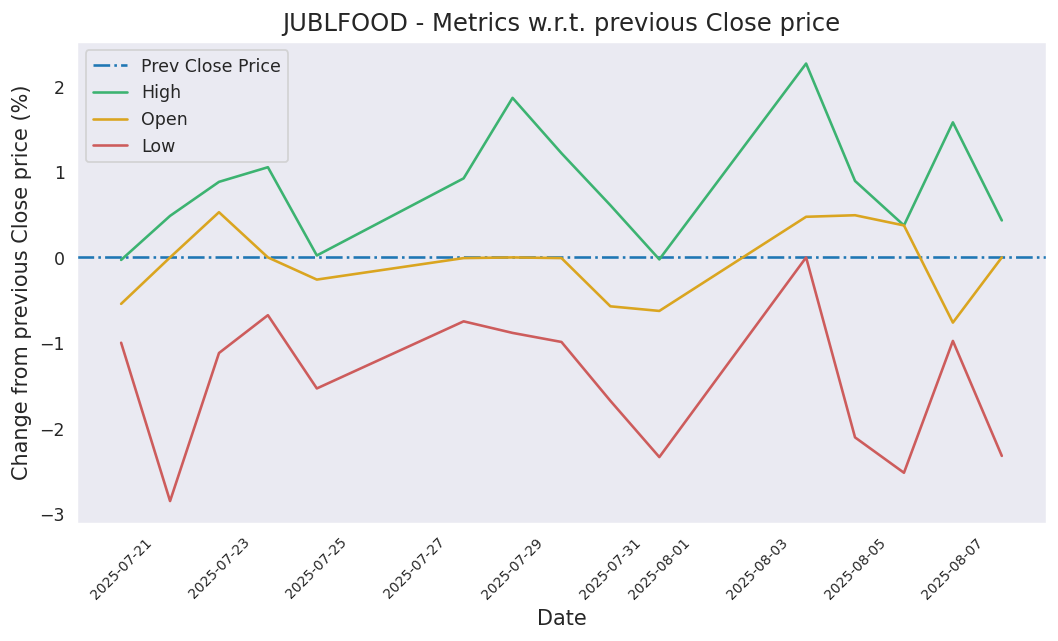 JUBLFOOD - Metrics w.r.t. previous Close price
Prev Close Price
High
Open
Low
Change from previous Close price (%)
2
1
0
−1
−2
−3
2025-07-21
2025-07-23
2025-07-25
2025-07-27
2025-07-29
2025-07-31
2025-08-01
2025-08-03
2025-08-05
2025-08-07
Date